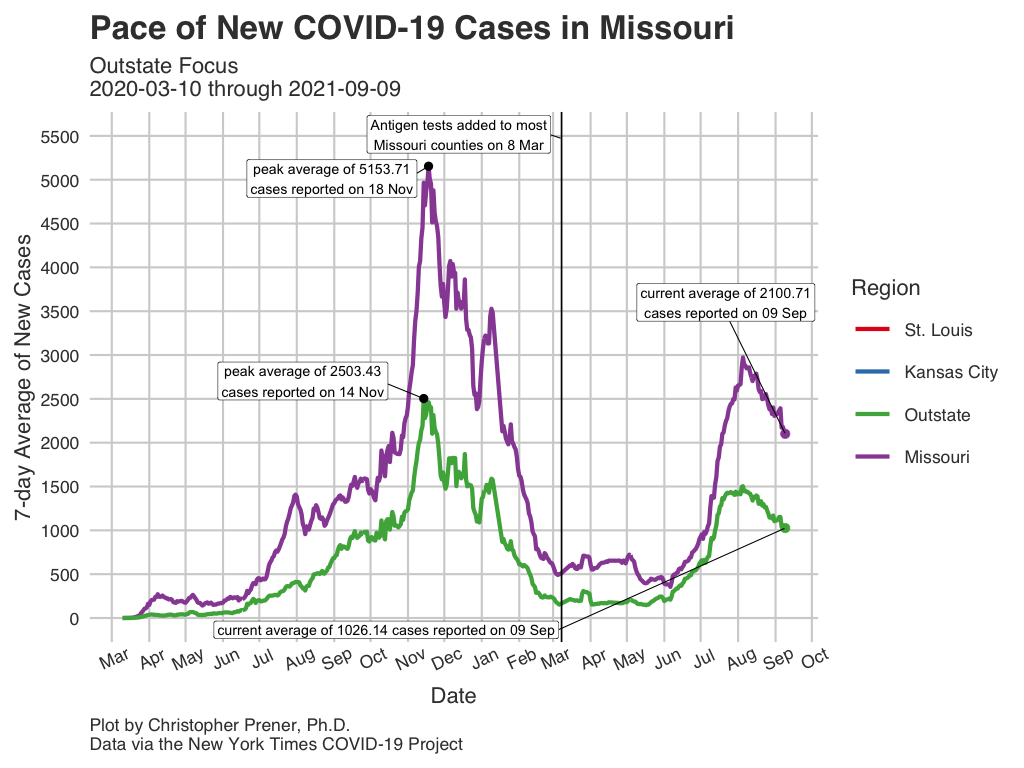 Pace of New COVID-19 Cases in Missouri
Outstate Focus
2020-03-10 through 2021-09-09
Antigen tests added to most
Missouri counties on 8 Mar
peak average of 5153.71
cases reported on 18 Nov
current average of 2100.71
cases reported on 09 Sep
peak average of 2503.43
cases reported on 14 Nov
current average of 1026.14 cases reported on 09 Sep
7-day Average of New Cases
5500
5000
4500
4000
3500
3000
2500
2000
1500
1000
500
0
Mar Apr May Jun Jul Aug Sep Oct Nov Dec Jan Feb Mar Apr May Jun Jul Aug Sep Oct
Date
Region
St. Louis
Kansas City
Outstate
Missouri
Plot by Christopher Prener, Ph.D.
Data via the New York Times COVID-19 Project